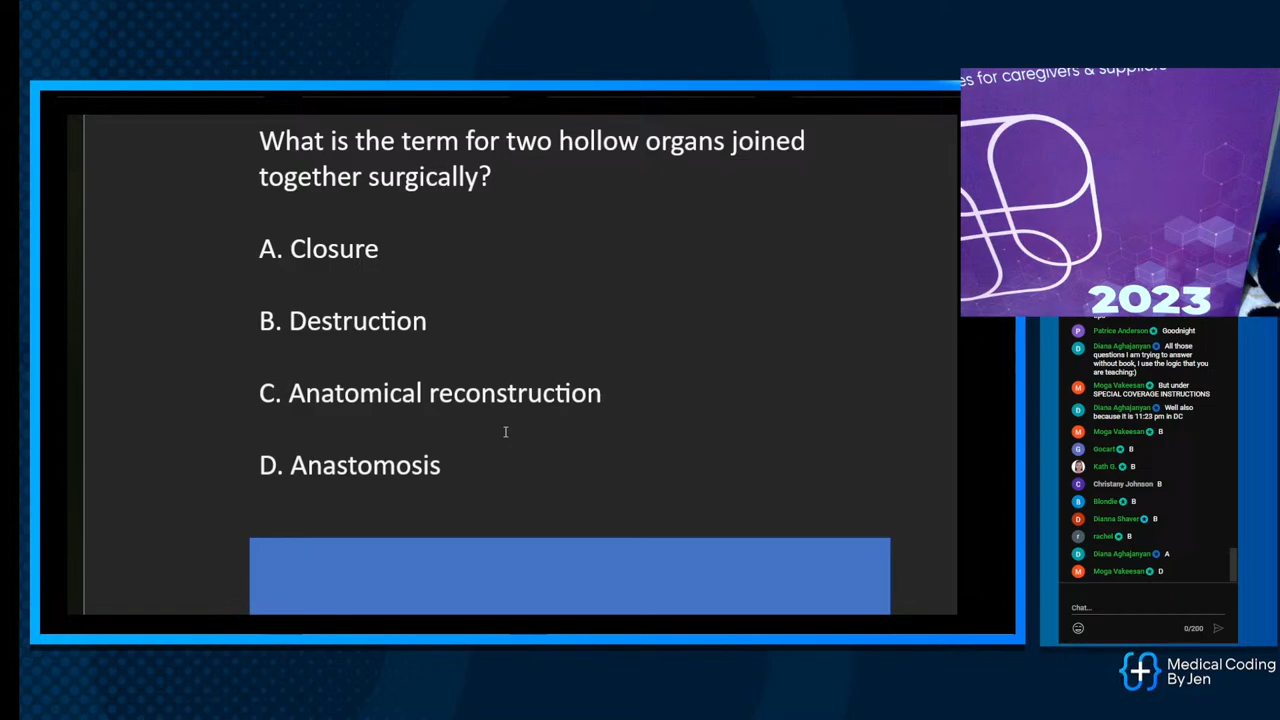 What is the term for two hollow organs joined
together surgically?
A. Closure
B. Destruction
C. Anatomical reconstruction
D. Anastomosis
es for caregivers &
2023
Patrice Anderson Goodnight
Diana Aghajanyan All those
questions I am trying to answer
without book, I use the logic that you
are teaching:)
Moga Vakeesan But under
SPECIAL COVERAGE INSTRUCTIONS
Diana Aghajanyan Well also
because it is 11:23 pm in DC
Moga Vakeesan B
Gocart B
Kath G. B
Christany Johnson B
Blondie B
Dianna Shaver B
rachel B
Diana Aghajanyan A
Moga Vakeesan D
Chat...
0/200
Medical Coding
By Jen